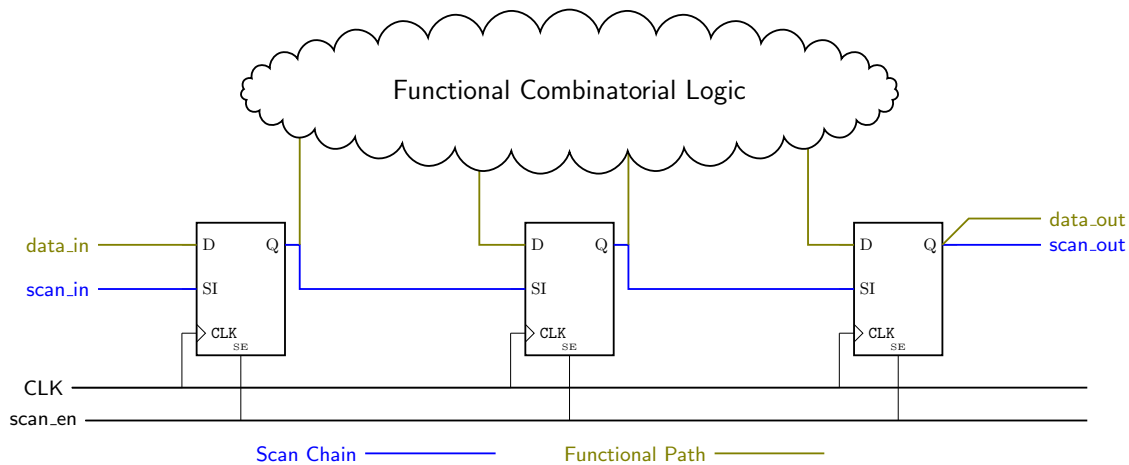 Functional Combinatorial Logic
data_in
scan_in
D
Q
SI
CLK
SE
D
Q
SI
CLK
SE
D
Q
SI
CLK
SE
data_out
scan_out
CLK
scan_en
Scan Chain
Functional Path